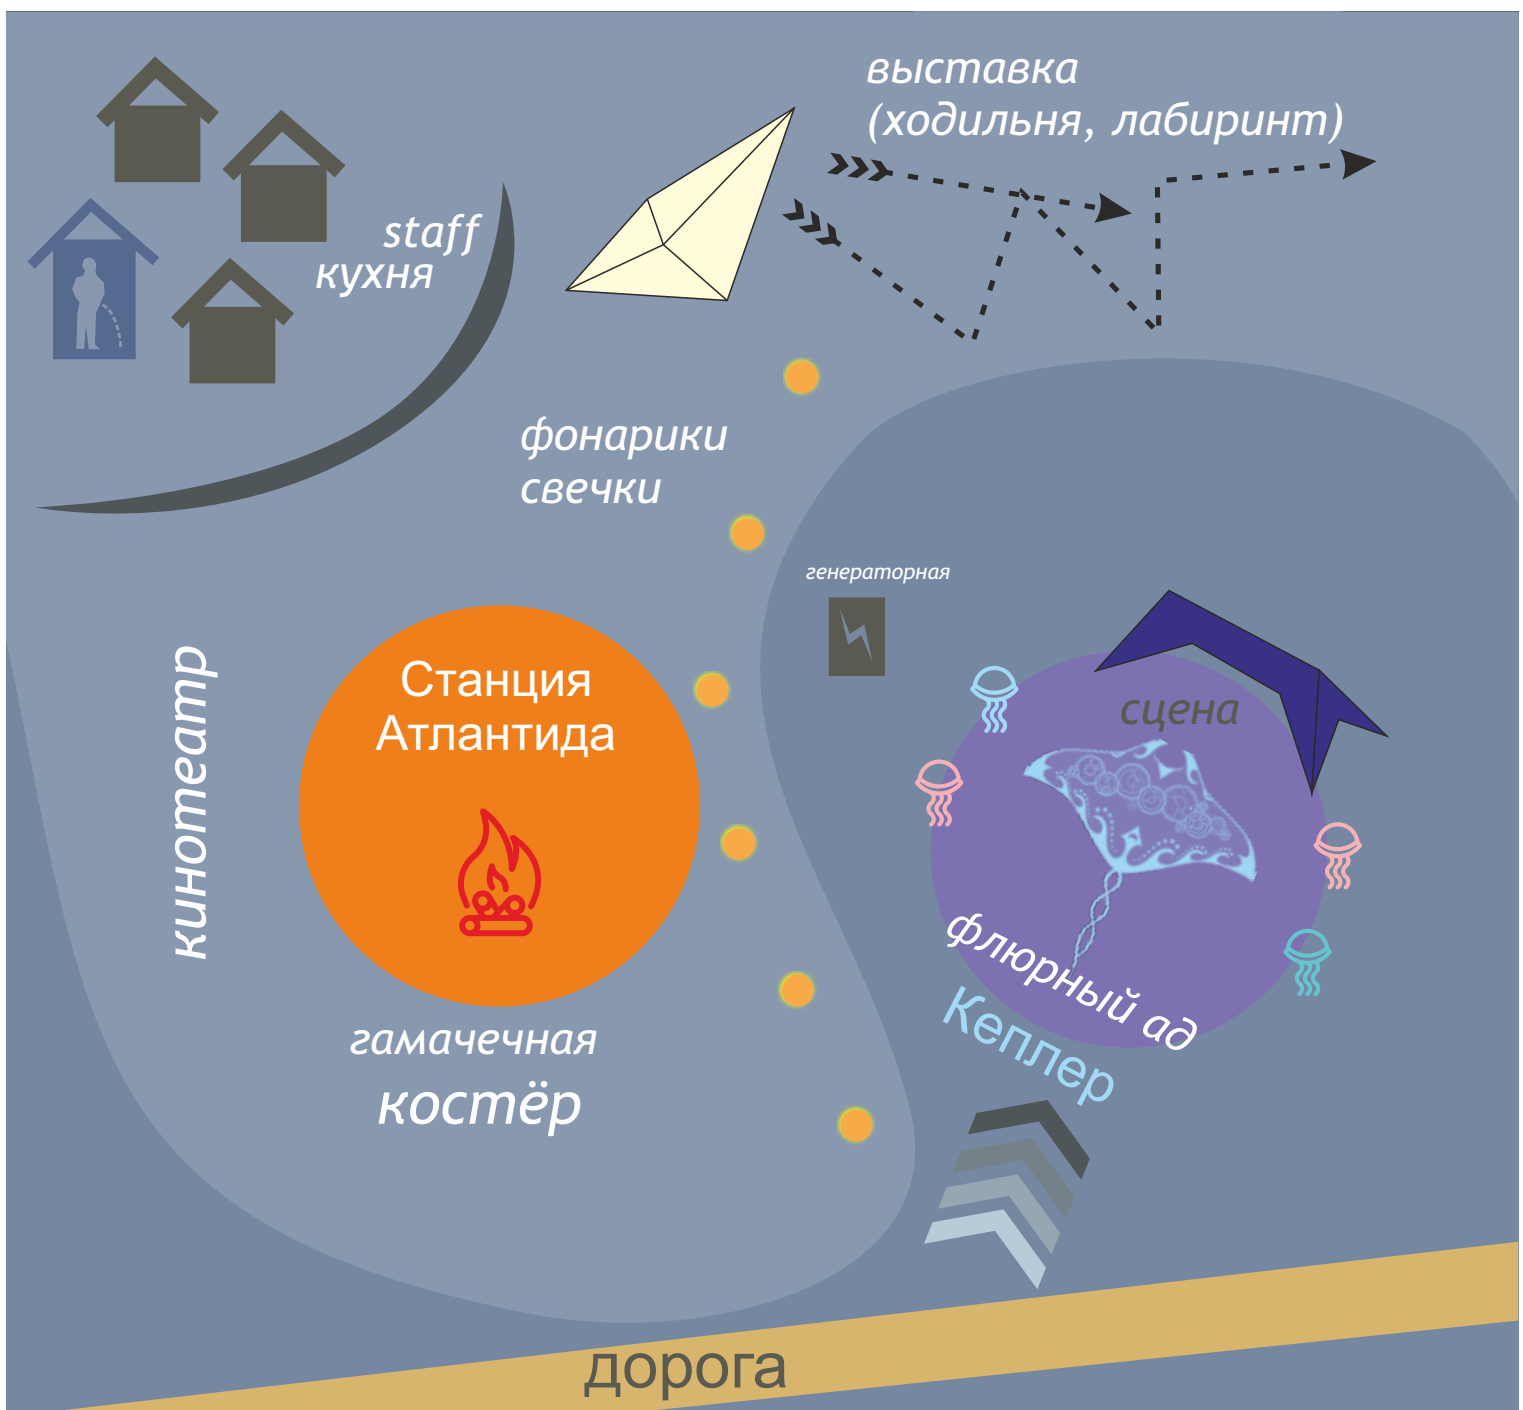 выставка
(ходильня, лабиринт)
staff
кухня
фонарики
свечки
генераторная
кинотеатр
Станция
Атлантида
сцена
флюрный ад
Кеплер
гамачечная
костёр
дорога